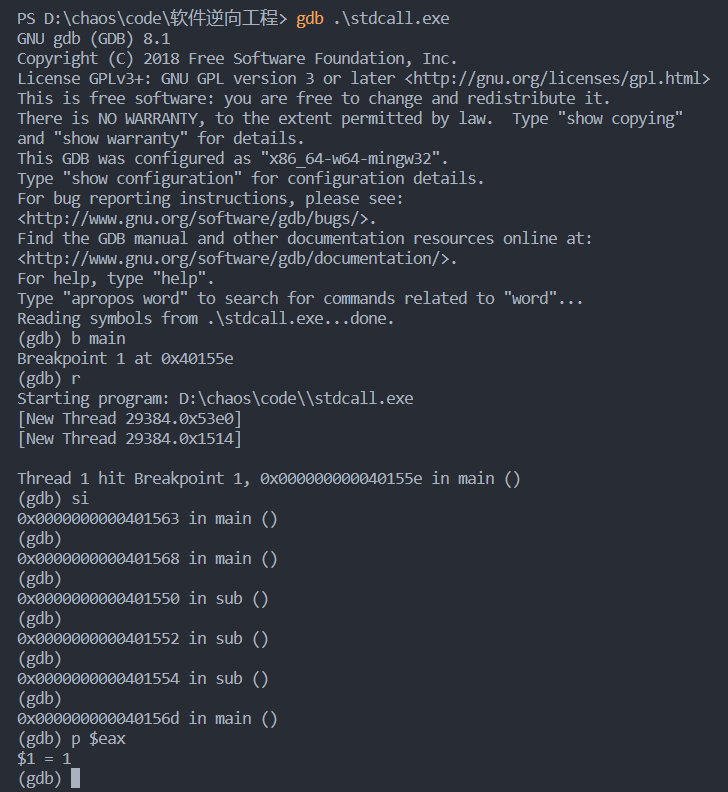 PS D:\chaos\code\软件逆向工程> gdb .\stdcall.exe
GNU gdb (GDB) 8.1
Copyright (C) 2018 Free Software Foundation, Inc.
License GPLv3+: GNU GPL version 3 or later <http://gnu.org/licenses/gpl.html>
This is free software: you are free to change and redistribute it.
There is NO WARRANTY, to the extent permitted by law.  Type "show copying"
and "show warranty" for details.
This GDB was configured as "x86_64-w64-mingw32".
Type "show configuration" for configuration details.
For bug reporting instructions, please see:
<http://www.gnu.org/software/gdb/bugs/>.
Find the GDB manual and other documentation resources online at:
<http://www.gnu.org/software/gdb/documentation/>.
For help, type "help".
Type "apropos word" to search for commands related to "word"...
Reading symbols from .\stdcall.exe...done.
(gdb) b main
Breakpoint 1 at 0x40155e
(gdb) r
Starting program: D:\chaos\code\\stdcall.exe
[New Thread 29384.0x53e0]
[New Thread 29384.0x1514]

Thread 1 hit Breakpoint 1, 0x000000000040155e in main ()
(gdb) si
0x0000000000401563 in main ()
(gdb)
0x0000000000401568 in main ()
(gdb)
0x0000000000401550 in sub ()
(gdb)
0x0000000000401552 in sub ()
(gdb)
0x0000000000401554 in sub ()
(gdb)
0x000000000040156d in main ()
(gdb) p $eax
$1 = 1
(gdb)